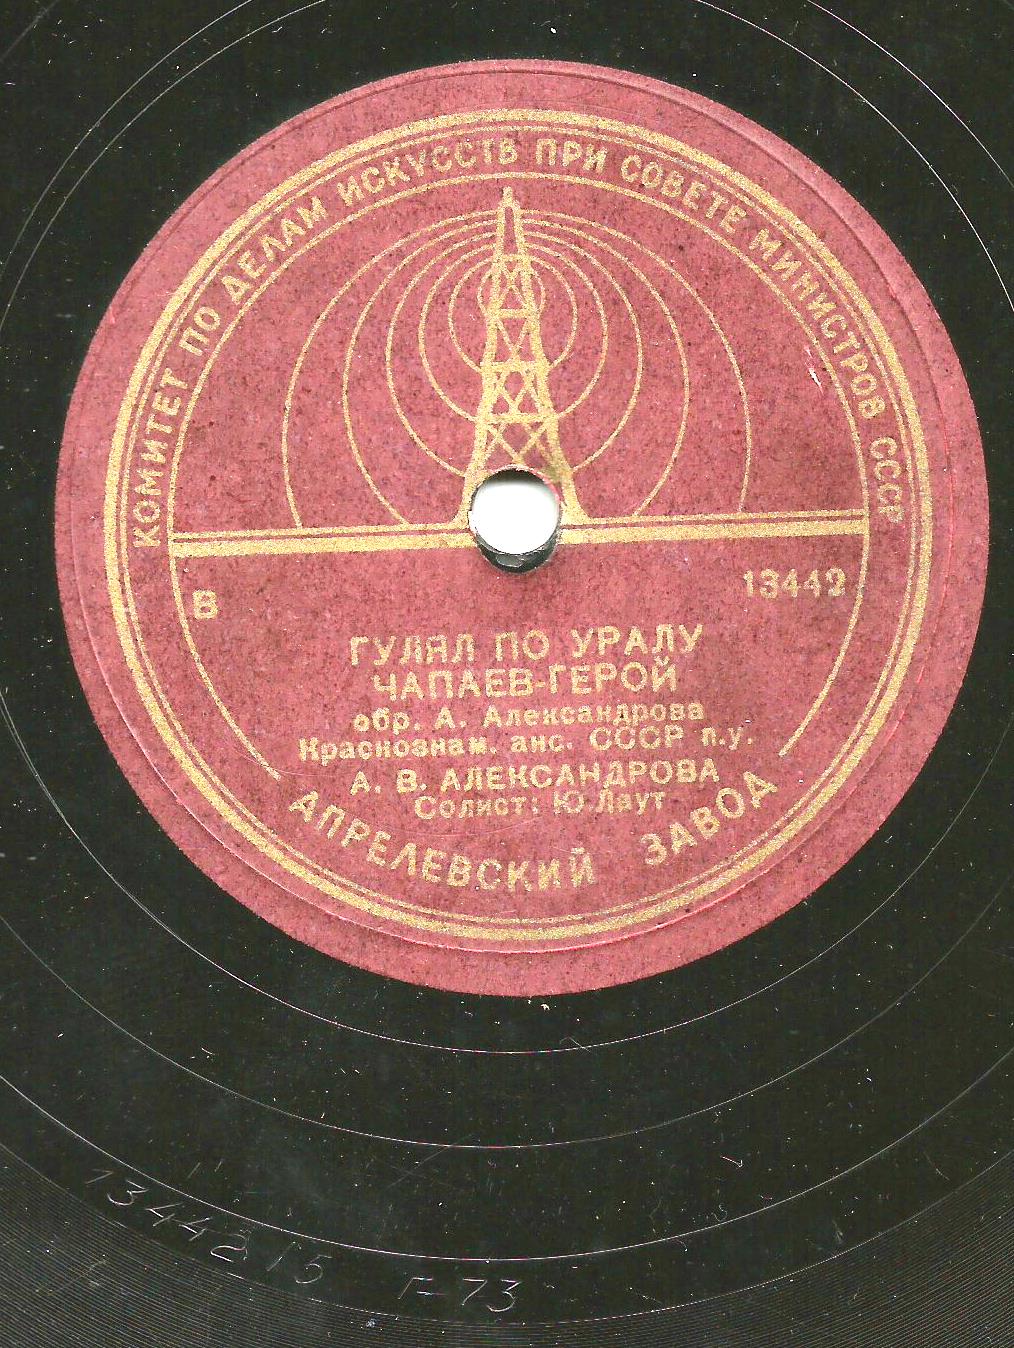 КОМИТЕТ ПО ДЕЛАМ ИСКУССТВ ПРИ СОВЕТЕ МИНИСТРОВ СССР
В 13442
ГУЛЯЛ ПО УРАЛУ
ЧАПАЕВ-ГЕРОЙ
обр. А. Александрова
Краснознам. анс. СССР п.у.
А. В. АЛЕКСАНДРОВА
Солист: Ю. Лаут
АПРЕЛЕВСКИЙ ЗАВОД
13442 15 Г-73